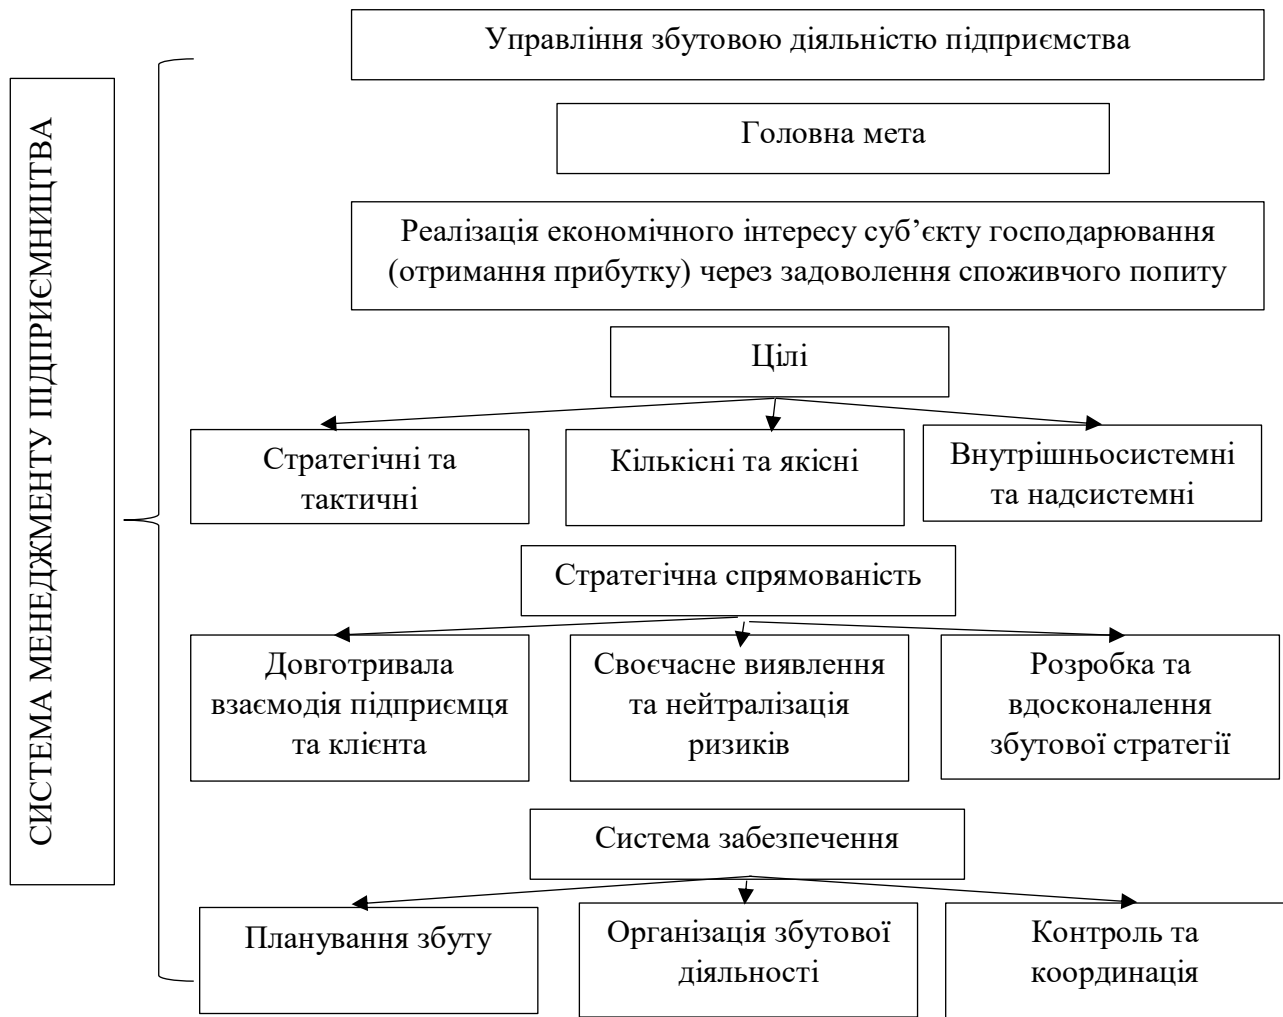 СИСТЕМА МЕНЕДЖМЕНТУ ПІДПРИЄМНИЦТВА
Управління збутовою діяльністю підприємства
Головна мета
Реалізація економічного інтересу суб’єкту господарювання
(отримання прибутку) через задоволення споживчого попиту
Цілі
Стратегічні та
тактичні
Кількісні та якісні
Внутрішньосистемні
та надсистемні
Стратегічна спрямованість
Довготривала
взаємодія підприємця
та клієнта
Своєчасне виявлення
та нейтралізація
ризиків
Розробка та
вдосконалення
збутової стратегії
Система забезпечення
Планування збуту
Організація збутової
діяльності
Контроль та
координація